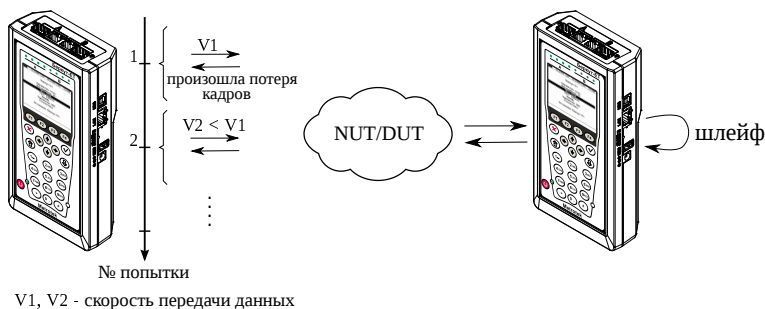 1
V1
произошла потеря
кадров
2
V2 < V1
№ попытки
V1, V2 - скорость передачи данных
NUT/DUT
шлейф